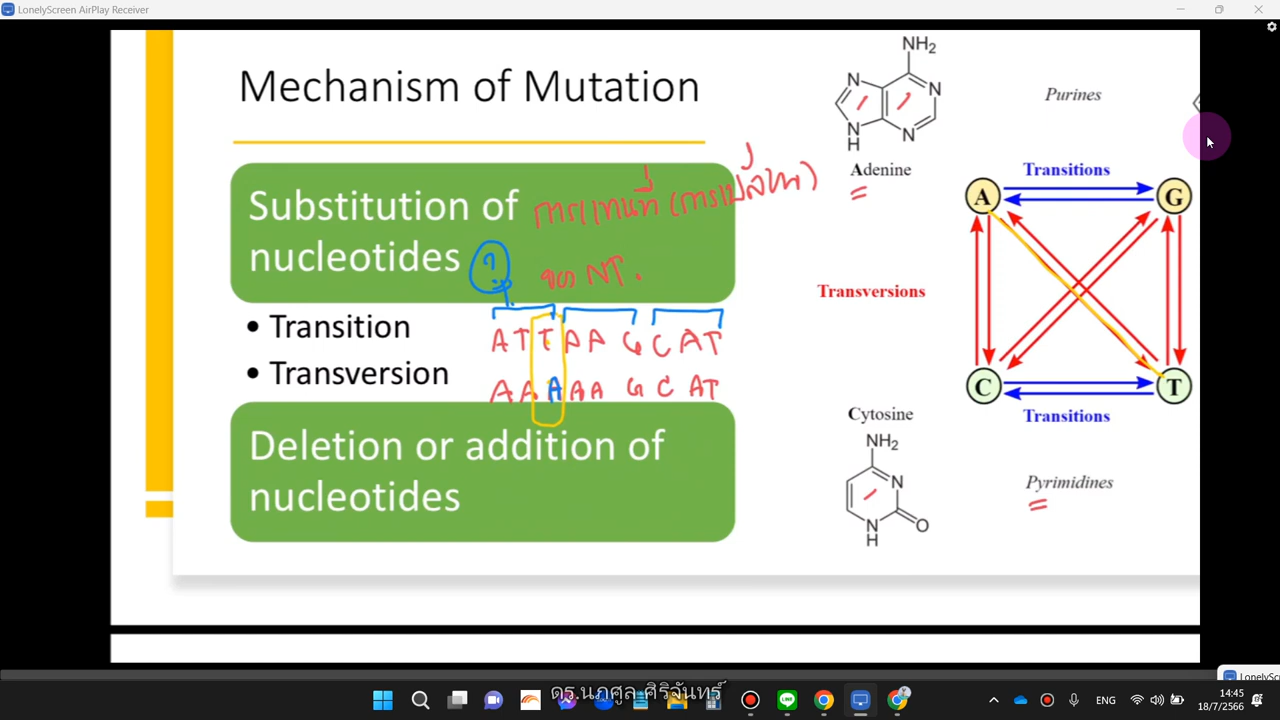 LonelyScreen AirPlay Receiver
Mechanism of Mutation
Substitution of
nucleotides
การแทนที่ (การเปลี่ยน)
ของ NT.
?
• Transition
• Transversion
A T T A A G C A T
A A A A A G C A T
Deletion or addition of
nucleotides
NH₂
N
N
N
N
H
Adenine
Purines
Transitions
A
G
Transversions
C
T
Transitions
Cytosine
NH₂
N
N
H
O
Pyrimidines
ดร.นภศูล ศิริจันทร์
LonelySc
ENG
14:45
18/7/2566